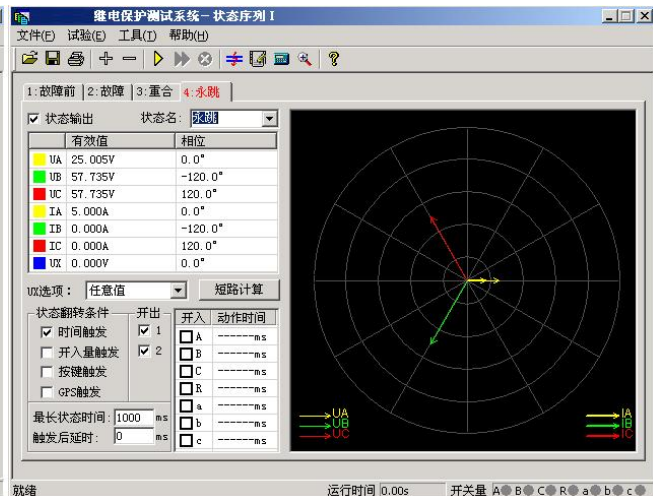 继电保护测试系统-状态序列 I
文件(F) 试验(E) 工具(T) 帮助(H)
1:故障前 2:故障 3:重合 4:永跳
状态输出 状态名: 永跳
有效值 相位
UA 25.005V 0.0°
UB 57.735V -120.0°
UC 57.735V 120.0°
IA 5.000A 0.0°
IB 0.000A -120.0°
IC 0.000A 120.0°
UX 0.000V 0.0°
UX选项: 任意值 短路计算
状态翻转条件 开出 开入 动作时间
时间触发 1 A ------ms
开入量触发 2 B ------ms
按键触发 C ------ms
GPS触发 R ------ms
最长状态时间: 1000 ms a ------ms
触发后延时: 0 ms b ------ms
c ------ms
UA
UB
UC
IA
IB
IC
就绪 运行时间 0.00s 开关量 A B C R a b c